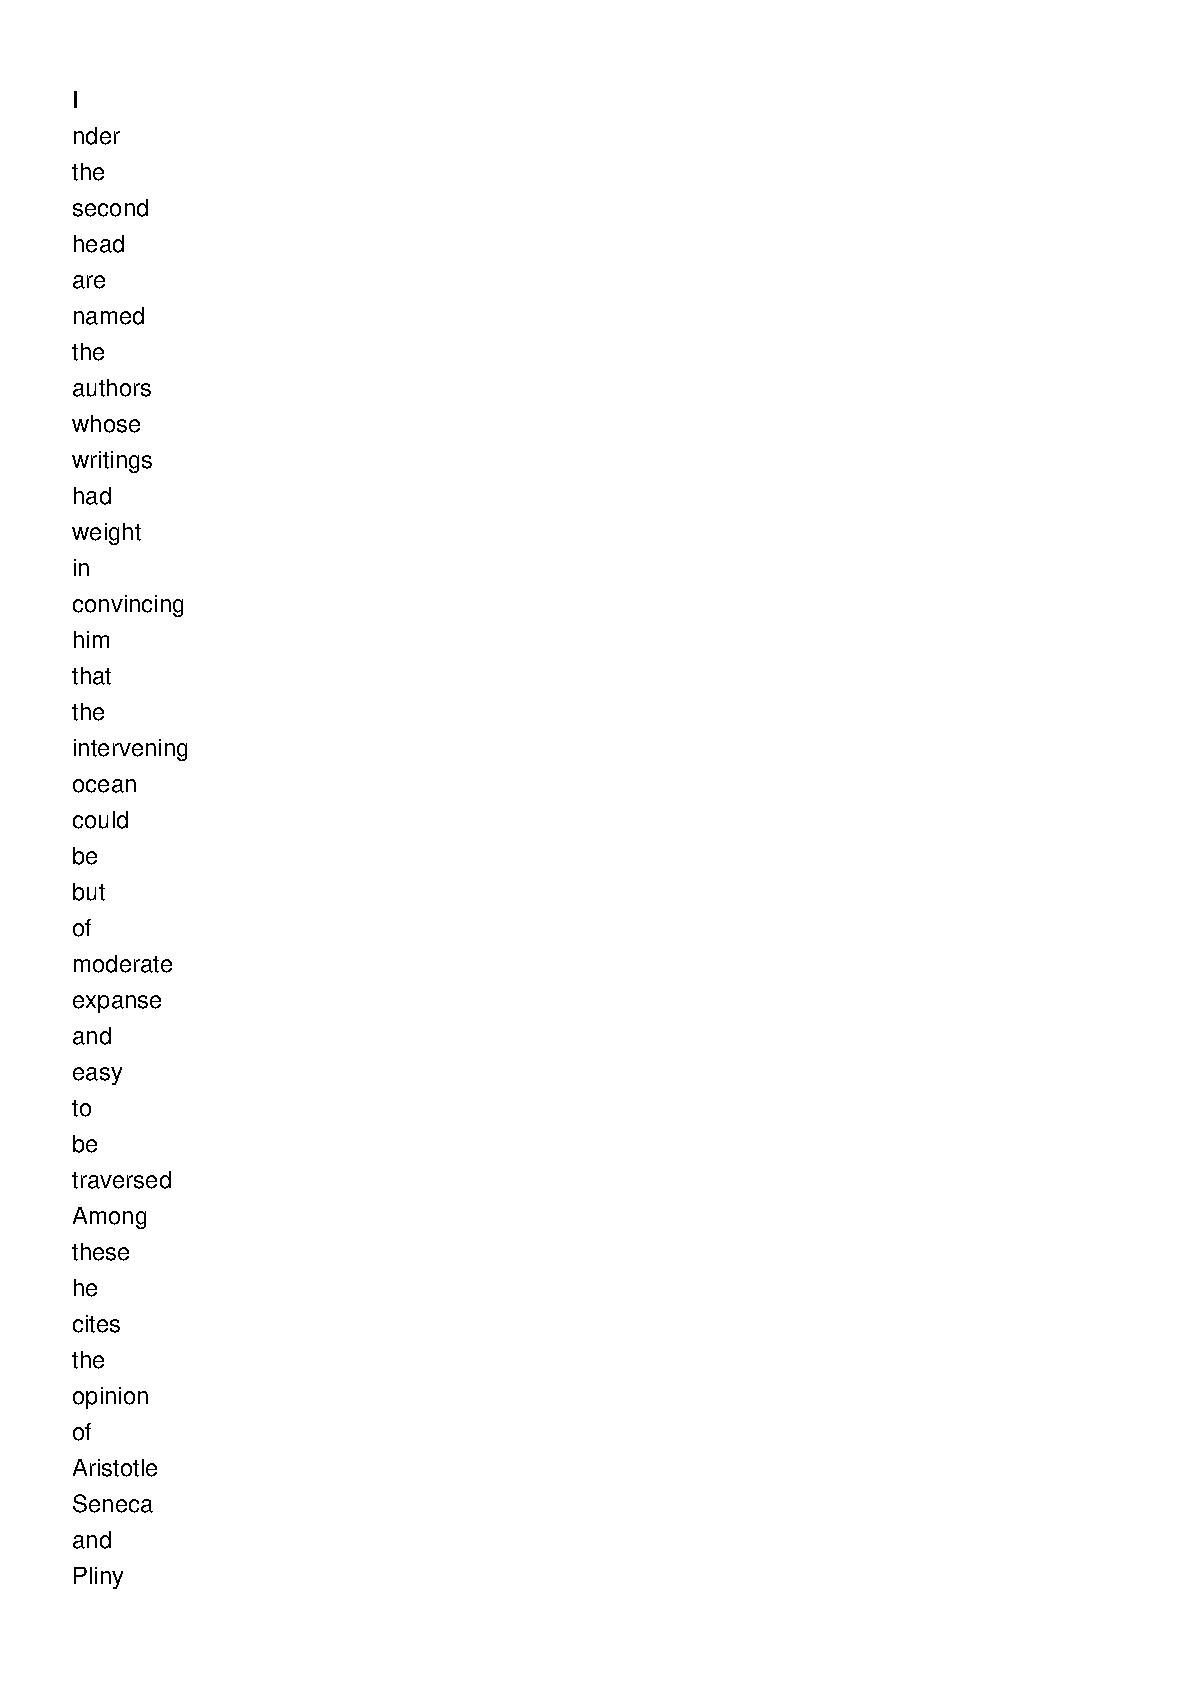 I
nder
the
second
head
are
named
the
authors
whose
writings
had
weight
in
convincing
him
that
the
intervening
ocean
could
be
but
of
moderate
expanse
and
easy
to
be
traversed
Among
these
he
cites
the
opinion
of
Aristotle
Seneca
and
Pliny